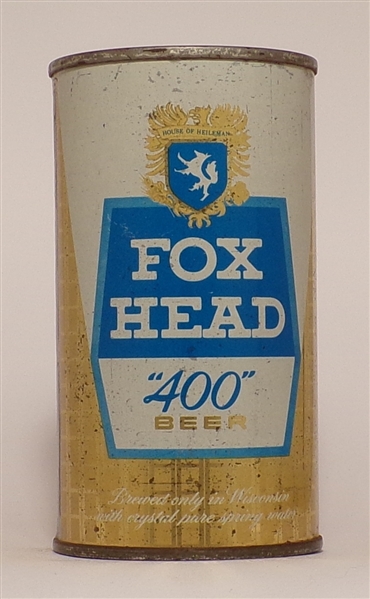 HOUSE OF HEILEMAN
FOX
HEAD
"400"
BEER
Brewed only in Wisconsin
with crystal pure spring water